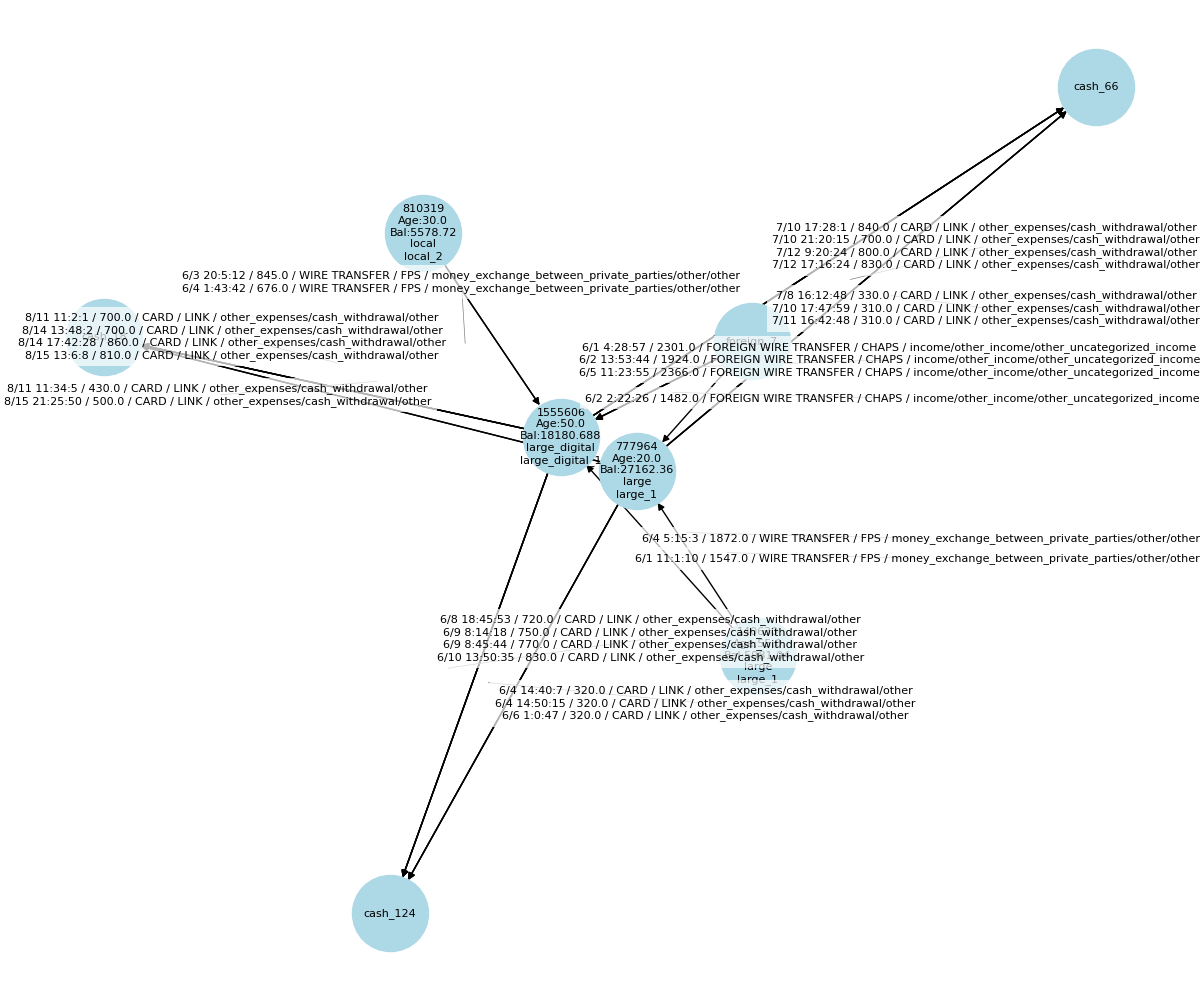 cash_66
810319
Age:30.0
Bal:5578.72
local
local_2
7/10 17:28:1 / 840.0 / CARD / LINK / other_expenses/cash_withdrawal/other
7/10 21:20:15 / 700.0 / CARD / LINK / other_expenses/cash_withdrawal/other
7/12 9:20:24 / 800.0 / CARD / LINK / other_expenses/cash_withdrawal/other
7/12 17:16:24 / 830.0 / CARD / LINK / other_expenses/cash_withdrawal/other
6/3 20:5:12 / 845.0 / WIRE TRANSFER / FPS / money_exchange_between_private_parties/other/other
6/4 1:43:42 / 676.0 / WIRE TRANSFER / FPS / money_exchange_between_private_parties/other/other
7/8 16:12:48 / 330.0 / CARD / LINK / other_expenses/cash_withdrawal/other
7/10 17:47:59 / 310.0 / CARD / LINK / other_expenses/cash_withdrawal/other
7/11 16:42:48 / 310.0 / CARD / LINK / other_expenses/cash_withdrawal/other
8/11 11:2:1 / 700.0 / CARD / LINK / other_expenses/cash_withdrawal/other
8/14 13:48:2 / 700.0 / CARD / LINK / other_expenses/cash_withdrawal/other
8/14 17:42:28 / 860.0 / CARD / LINK / other_expenses/cash_withdrawal/other
8/15 13:6:8 / 810.0 / CARD / LINK / other_expenses/cash_withdrawal/other
6/1 4:28:57 / 2301.0 / FOREIGN WIRE TRANSFER / CHAPS / income/other_income/other_uncategorized_income
6/2 13:53:44 / 1924.0 / FOREIGN WIRE TRANSFER / CHAPS / income/other_income/other_uncategorized_income
6/5 11:23:55 / 2366.0 / FOREIGN WIRE TRANSFER / CHAPS / income/other_income/other_uncategorized_income
8/11 11:34:5 / 430.0 / CARD / LINK / other_expenses/cash_withdrawal/other
8/15 21:25:50 / 500.0 / CARD / LINK / other_expenses/cash_withdrawal/other
6/2 2:22:26 / 1482.0 / FOREIGN WIRE TRANSFER / CHAPS / income/other_income/other_uncategorized_income
1555606
Age:50.0
Bal:18180.688
large_digital
large_digital_1
777964
Age:20.0
Bal:27162.36
large
large_1
6/4 5:15:3 / 1872.0 / WIRE TRANSFER / FPS / money_exchange_between_private_parties/other/other
6/1 11:1:10 / 1547.0 / WIRE TRANSFER / FPS / money_exchange_between_private_parties/other/other
6/8 18:45:53 / 720.0 / CARD / LINK / other_expenses/cash_withdrawal/other
6/9 8:14:18 / 750.0 / CARD / LINK / other_expenses/cash_withdrawal/other
6/9 8:45:44 / 770.0 / CARD / LINK / other_expenses/cash_withdrawal/other
6/10 13:50:35 / 830.0 / CARD / LINK / other_expenses/cash_withdrawal/other
large
large_1
6/4 14:40:7 / 320.0 / CARD / LINK / other_expenses/cash_withdrawal/other
6/4 14:50:15 / 320.0 / CARD / LINK / other_expenses/cash_withdrawal/other
6/6 1:0:47 / 320.0 / CARD / LINK / other_expenses/cash_withdrawal/other
cash_124